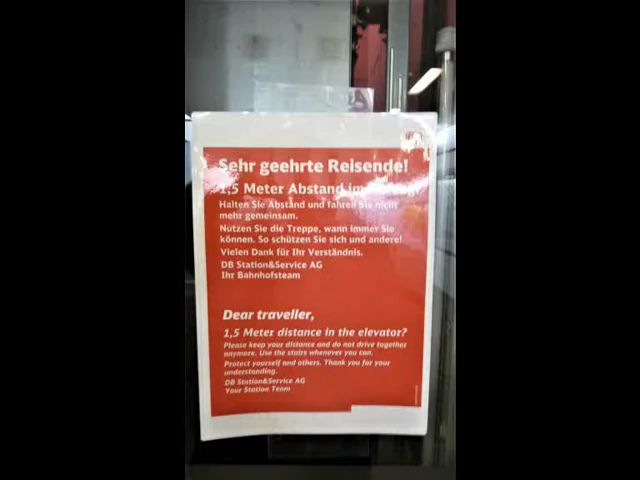 Sehr geehrte Reisende!
1,5 Meter Abstand im
Halten Sie Abstand und fahren Sie nicht
mehr gemeinsam.
Nutzen Sie die Treppe, wann immer Sie
können. So schützen Sie sich und andere!
Vielen Dank für Ihr Verständnis.
DB Station&Service AG
Ihr Bahnhofsteam
Dear traveller,
1,5 Meter distance in the elevator?
Please keep your distance and do not drive together
anymore. Use the stairs whenever you can.
Protect yourself and others. Thank you for your
understanding.
DB Station&Service AG
Your Station Team